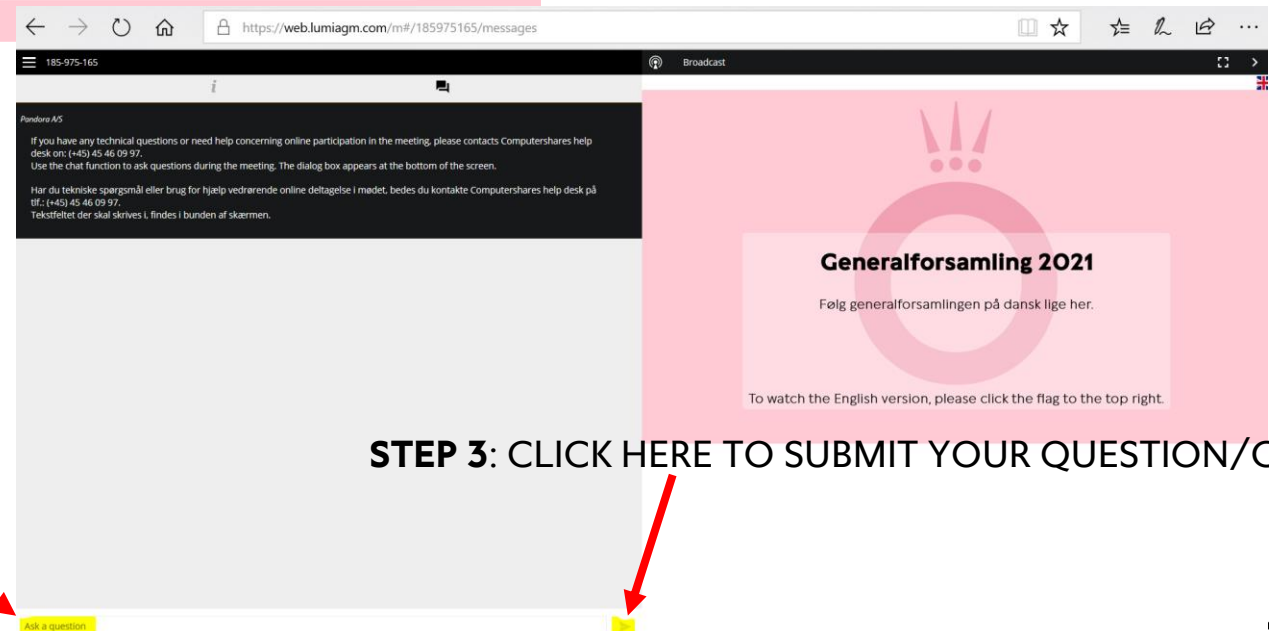 https://web.lumiagm.com/m#/185975165/messages
185-975-165
Broadcast
i
Pandora A/S
If you have any technical questions or need help concerning online participation in the meeting, please contacts Computershares help
desk on: (+45) 45 46 09 97.
Use the chat function to ask questions during the meeting. The dialog box appears at the bottom of the screen.
Har du tekniske spørgsmål eller brug for hjælp vedrørende online deltagelse i mødet, bedes du kontakte Computershares help desk på
tlf.: (+45) 45 46 09 97.
Tekstfeltet der skal skrives i, findes i bunden af skærmen.
Generalforsamling 2021
Følg generalforsamlingen på dansk lige her.
To watch the English version, please click the flag to the top right.
STEP 3: CLICK HERE TO SUBMIT YOUR QUESTION/
Ask a question